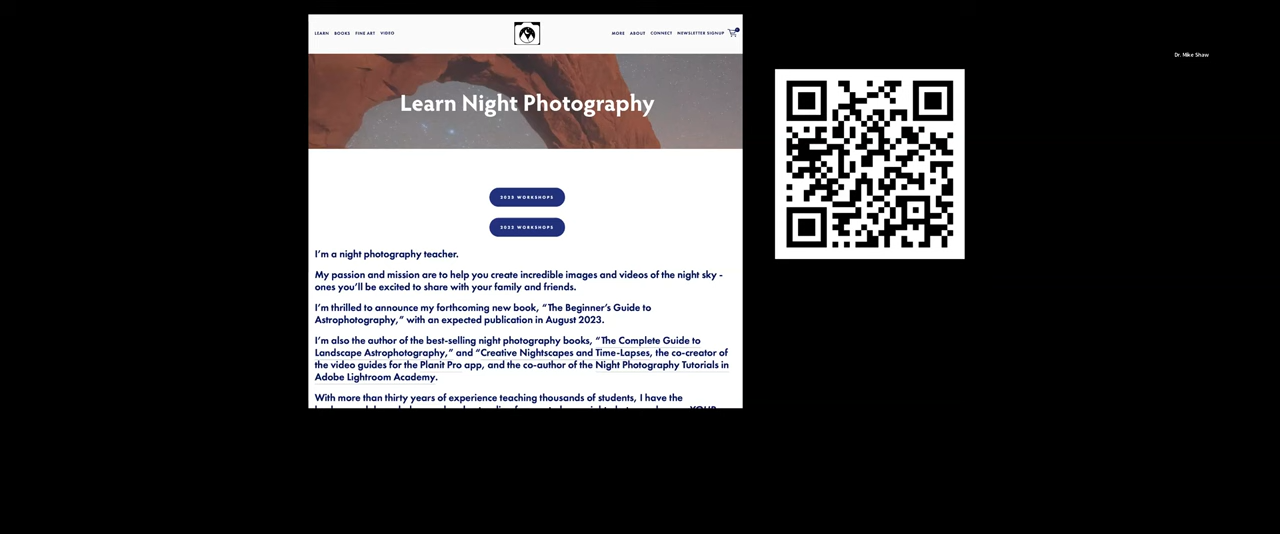 LEARN BOOKS FINE ART VIDEO MORE ABOUT CONNECT NEWSLETTER SIGNUP
Dr. Mike Shaw
Learn Night Photography
2023 WORKSHOPS
2022 WORKSHOPS
I'm a night photography teacher.
My passion and mission are to help you create incredible images and videos of the night sky -
ones you'll be excited to share with your family and friends.
I'm thrilled to announce my forthcoming new book, "The Beginner's Guide to
Astrophotography," with an expected publication in August 2023.
I'm also the author of the best-selling night photography books, "The Complete Guide to
Landscape Astrophotography," and "Creative Nightscapes and Time-Lapses, the co-creator of
the video guides for the Planit Pro app, and the co-author of the Night Photography Tutorials in
Adobe Lightroom Academy.
With more than thirty years of experience teaching thousands of students, I have the